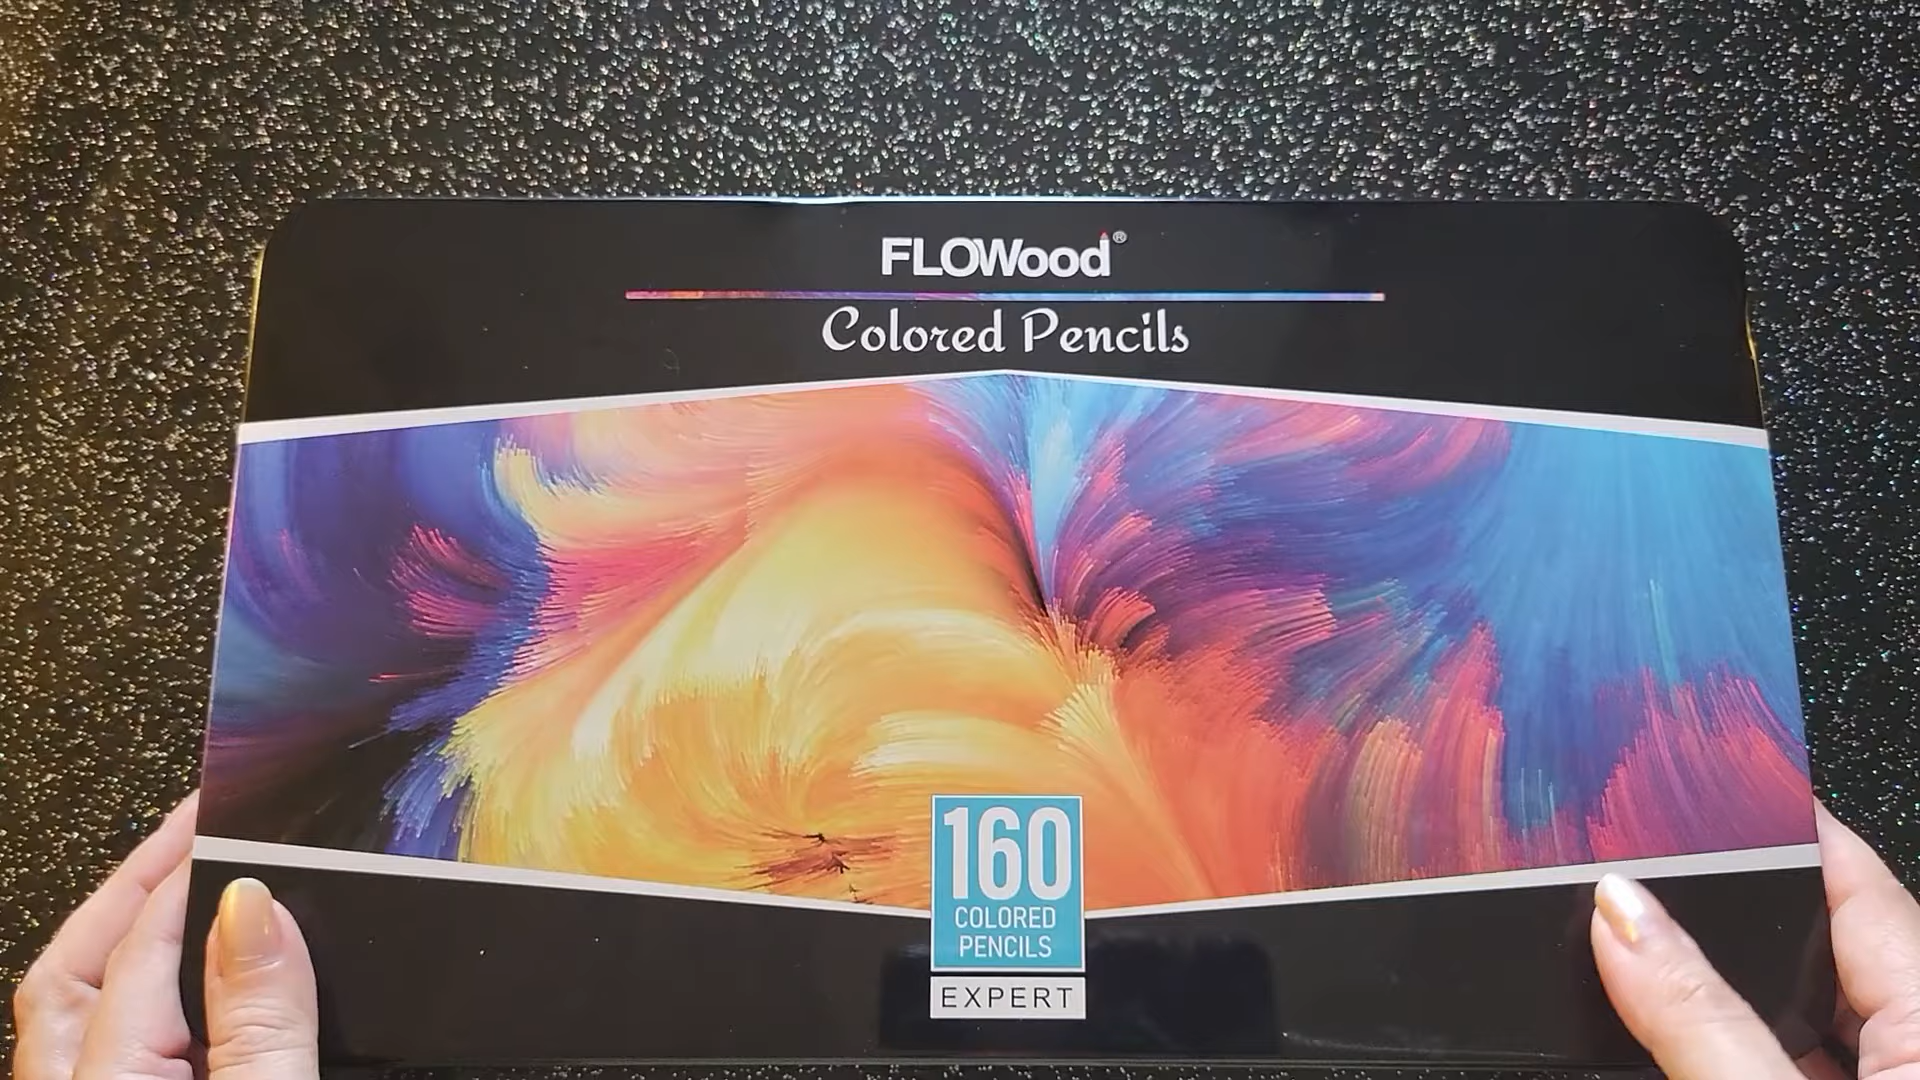 FLOWood®
Colored Pencils
160
COLORED
PENCILS
EXPERT